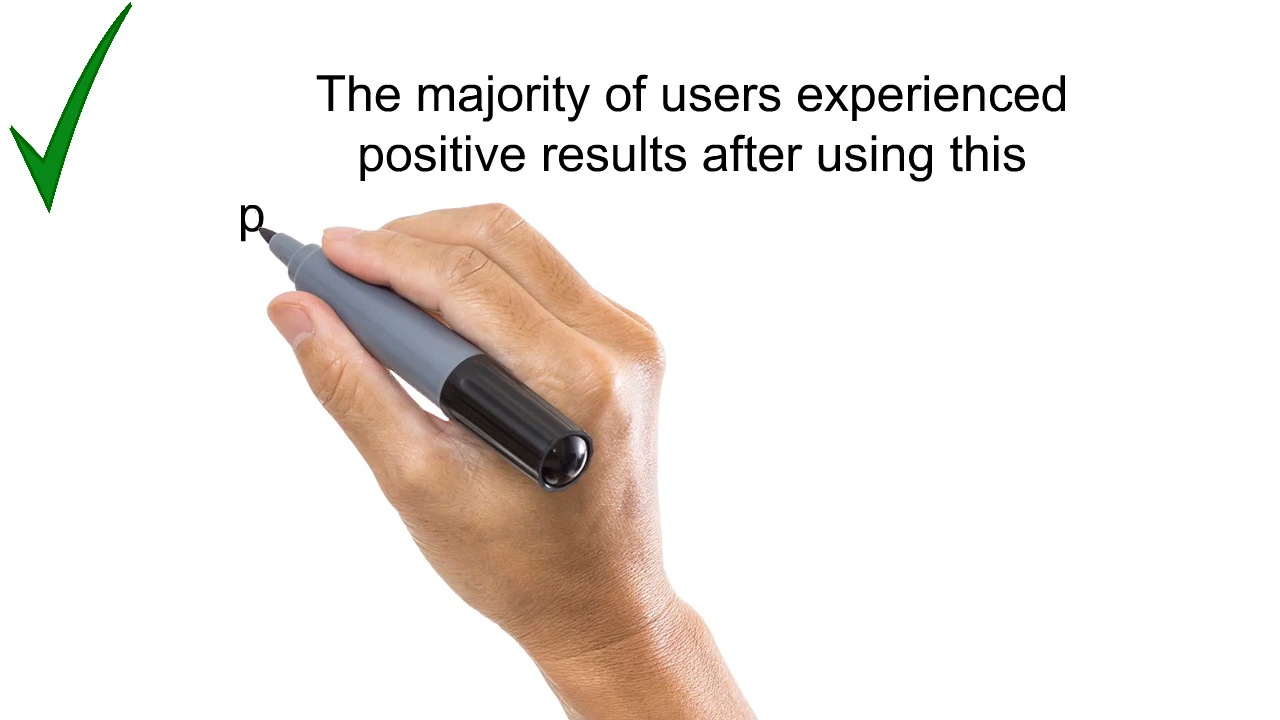 The majority of users experienced
positive results after using this
p